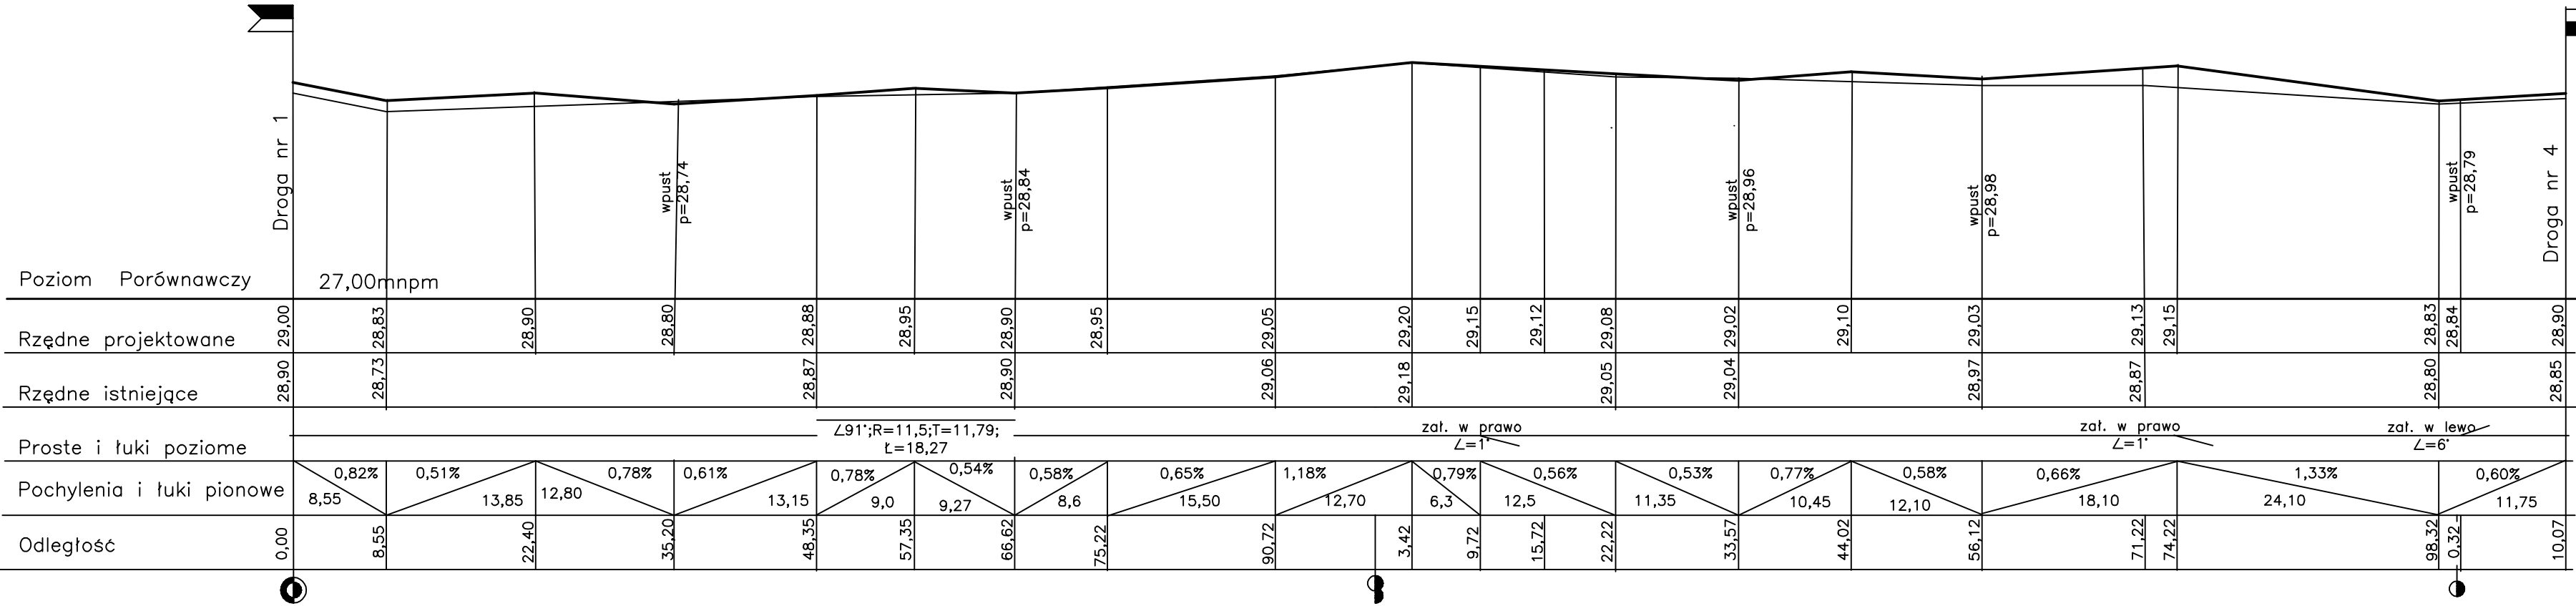 Droga nr 1
wpust
p=28,74
wpust
p=28,84
wpust
p=28,96
wpust
p=28,98
wpust
p=28,79
Droga nr 4
Poziom Porównawczy 27,00mnpm
Rzędne projektowane 29,00 28,83 28,90 28,80 28,88 28,95 28,90 28,95 29,05 29,20 29,15 29,12 29,08 29,02 29,10 29,03 29,13 29,15 28,83 28,84 28,90
Rzędne istniejące 28,90 28,73 28,87 28,90 29,06 29,18 29,05 29,04 28,97 28,87 28,80 28,85
Proste i łuki poziome
∠91°;R=11,5;T=11,79;
Ł=18,27
zał. w prawo
∠=1°
zał. w prawo
∠=1°
zał. w lewo
∠=6°
Pochylenia i łuki pionowe
0,82% 0,51% 0,78% 0,61% 0,78% 0,54% 0,58% 0,65% 1,18% 0,79% 0,56% 0,53% 0,77% 0,58% 0,66% 1,33% 0,60%
8,55 13,85 12,80 13,15 9,0 9,27 8,6 15,50 12,70 6,3 12,5 11,35 10,45 12,10 18,10 24,10 11,75
Odległość 0,00 8,55 22,40 35,20 48,35 57,35 66,62 75,22 90,72 3,42 9,72 15,72 22,22 33,57 44,02 56,12 71,22 74,22 98,32 0,32 10,07